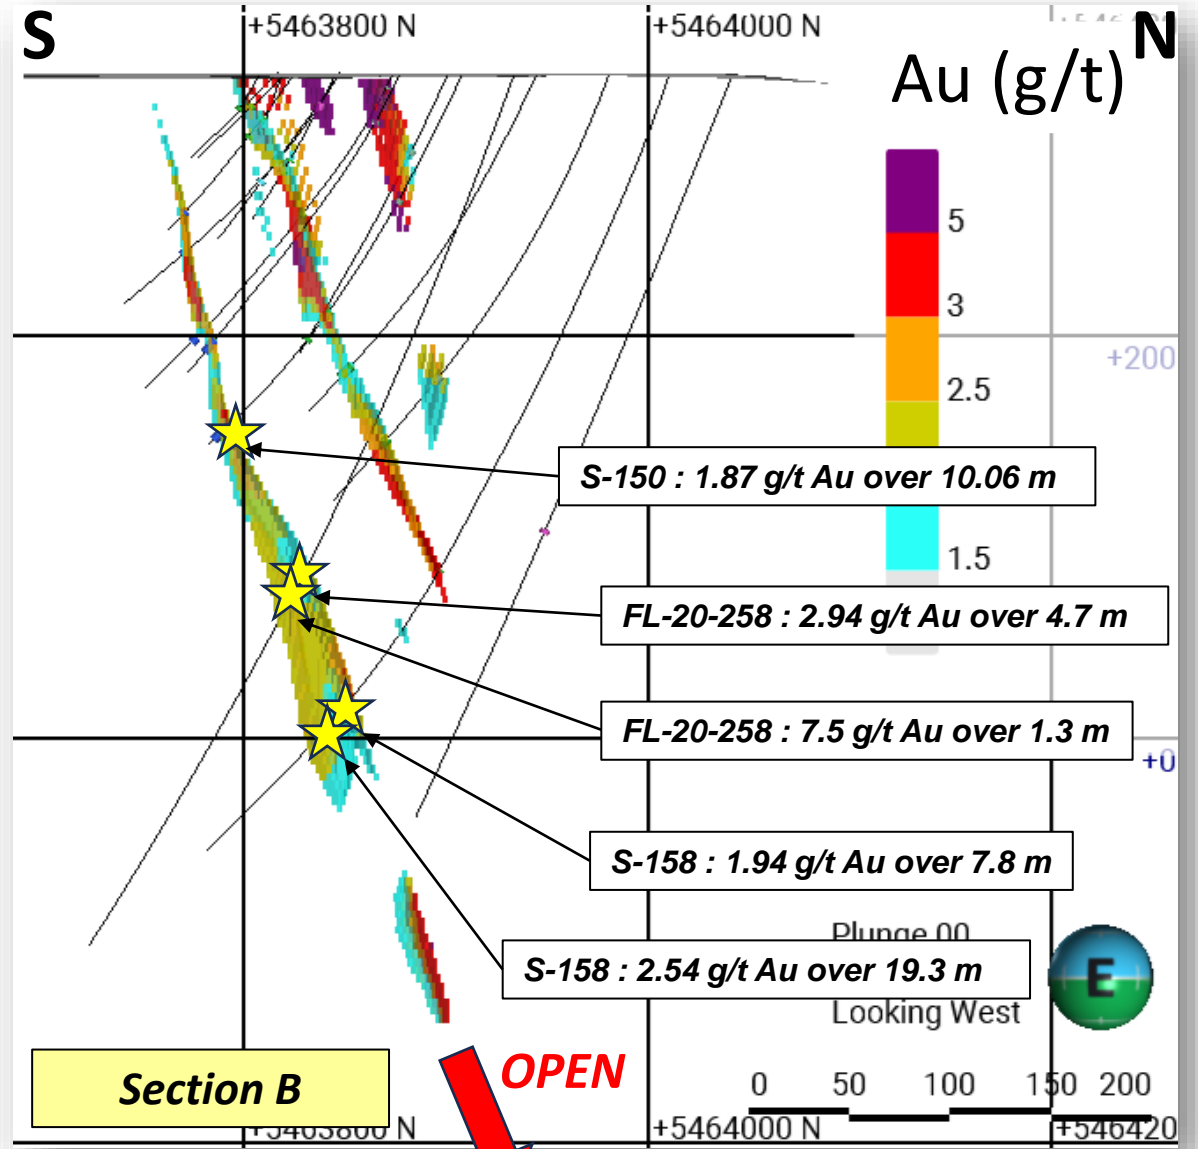 S
N
+5463800 N
+5464000 N
Au (g/t)
5
3
2.5
1.5
+200
S-150 : 1.87 g/t Au over 10.06 m
FL-20-258 : 2.94 g/t Au over 4.7 m
FL-20-258 : 7.5 g/t Au over 1.3 m
+0
S-158 : 1.94 g/t Au over 7.8 m
Plunge 00
S-158 : 2.54 g/t Au over 19.3 m
E
Looking West
Section B
OPEN
0 50 100 150 200
+5463800 N
+5464000 N
+546420